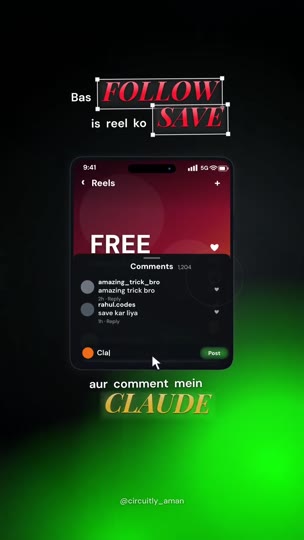 Bas FOLLOW
is reel ko SAVE
9:41 5G
Reels +
FREE
Comments 1,204
amazing_trick_bro
amazing trick bro
2h · Reply
rahul.codes
save kar liya
1h · Reply
Cla Post
aur comment mein
CLAUDE
@circuitly_aman